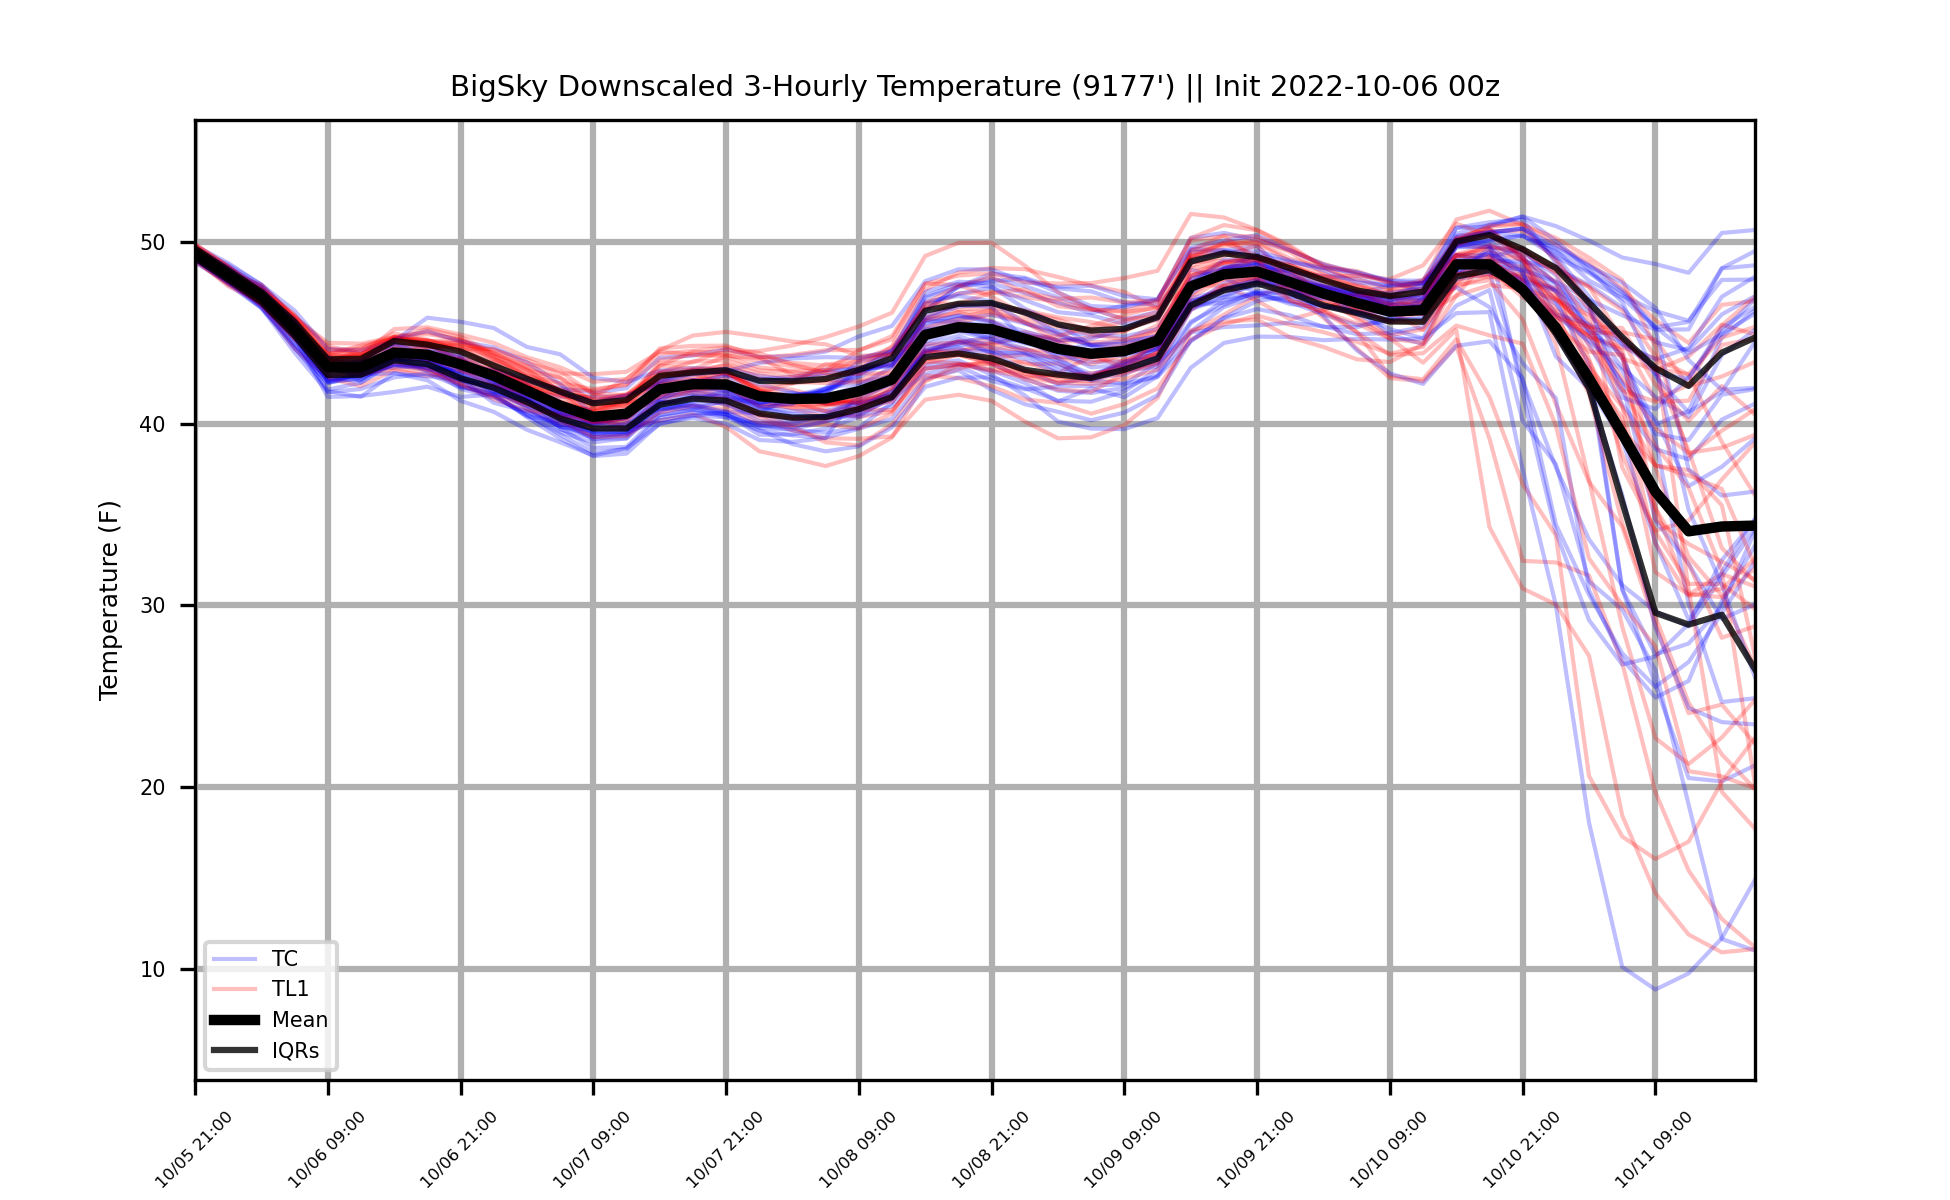 BigSky Downscaled 3-Hourly Temperature (9177') || Init 2022-10-06 00z
Temperature (F)
50
40
30
20
10
TC
TL1
Mean
IQRs
10/05 21:00
10/06 09:00
10/06 21:00
10/07 09:00
10/07 21:00
10/08 09:00
10/08 21:00
10/09 09:00
10/09 21:00
10/10 09:00
10/10 21:00
10/11 09:00